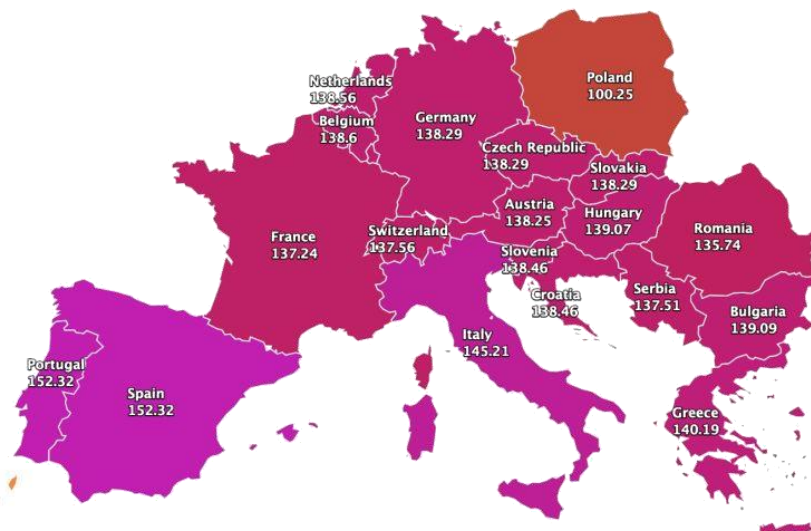 Poland
100.25
Netherlands
138.56
Belgium
138.6
Germany
138.29
Czech Republic
138.29
Slovakia
138.29
Austria
138.25
Hungary
139.07
France
137.24
Switzerland
137.56
Slovenia
138.46
Croatia
138.46
Romania
135.74
Serbia
137.51
Bulgaria
139.09
Italy
145.21
Portugal
152.32
Spain
152.32
Greece
140.19